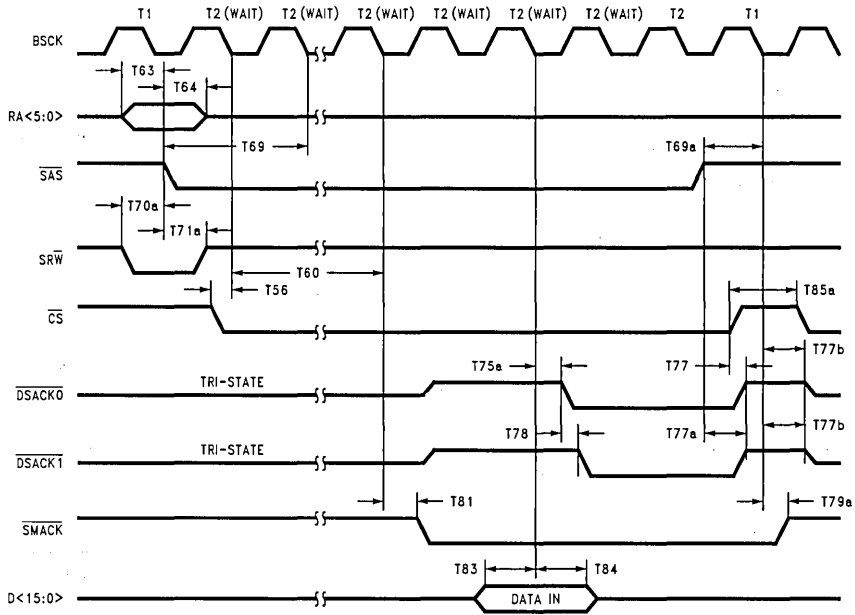 T1 T2 (WAIT) T2 (WAIT) T2 (WAIT) T2 (WAIT) T2 (WAIT) T2 (WAIT) T2 T1
BSCK
T63
T64
RA<5:0>
T69 T69a
SAS
T70a
T71a
SRW
T60
T56 T85a
CS
T77b
T75a T77
DSACK0 TRI-STATE
T78 T77a T77b
DSACK1 TRI-STATE
T81 T79a
SMACK
T83 T84
D<15:0> DATA IN